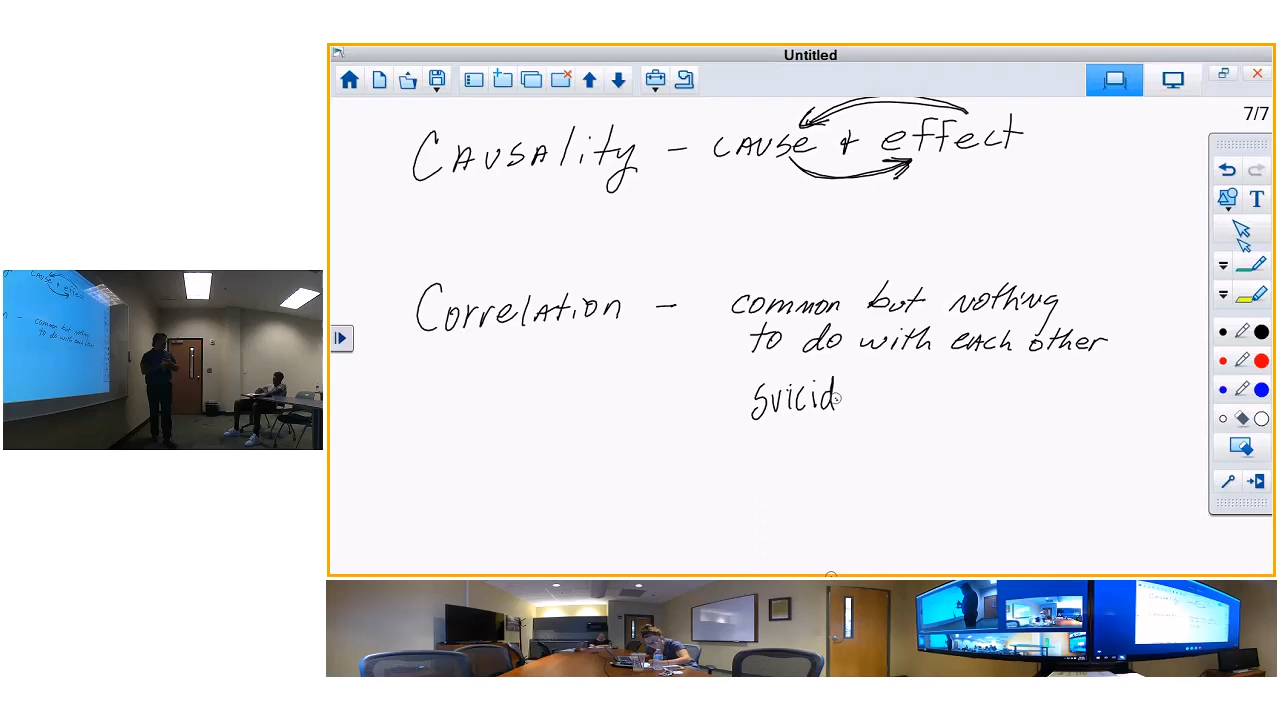 Untitled
7/7
Causality - cause + effect
Correlation - common but nothing
to do with each other
suicid